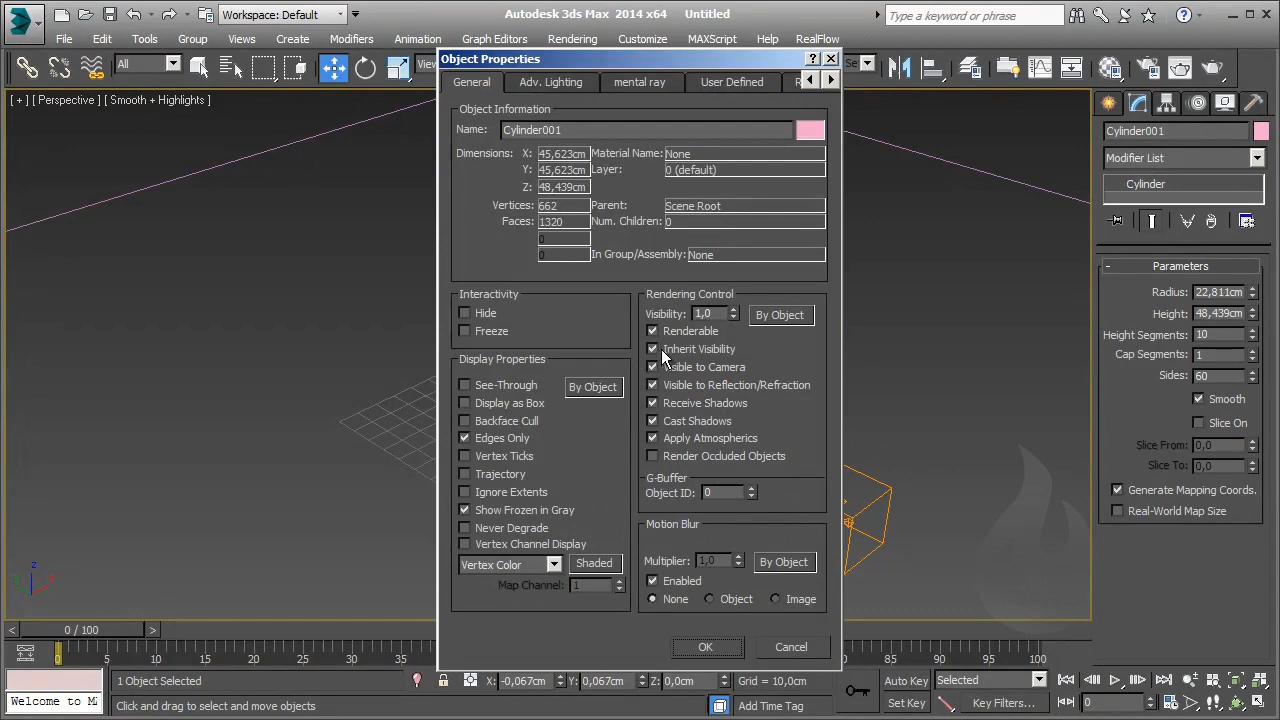 Workspace: Default
Autodesk 3ds Max 2014 x64 Untitled
Type a keyword or phrase
File Edit Tools Group Views Create Modifiers Animation Graph Editors Rendering Customize MAXScript Help RealFlow
All
View
Se
[ + ] [ Perspective ] [ Smooth + Highlights ]
Object Properties
General Adv. Lighting mental ray User Defined
Object Information
Name: Cylinder001
Dimensions: X: 45,623cm Material Name: None
Y: 45,623cm Layer: 0 (default)
Z: 48,439cm
Vertices: 662 Parent: Scene Root
Faces: 1320 Num. Children: 0
0
0 In Group/Assembly: None
Interactivity
Hide
Freeze
Display Properties
See-Through By Object
Display as Box
Backface Cull
Edges Only
Vertex Ticks
Trajectory
Ignore Extents
Show Frozen in Gray
Never Degrade
Vertex Channel Display
Vertex Color Shaded
Map Channel: 1
Rendering Control
Visibility: 1,0 By Object
Renderable
Inherit Visibility
Visible to Camera
Visible to Reflection/Refraction
Receive Shadows
Cast Shadows
Apply Atmospherics
Render Occluded Objects
G-Buffer
Object ID: 0
Motion Blur
Multiplier: 1,0 By Object
Enabled
None Object Image
OK Cancel
Cylinder001
Modifier List
Cylinder
- Parameters
Radius: 22,811cm
Height: 48,439cm
Height Segments: 10
Cap Segments: 1
Sides: 60
Smooth
Slice On
Slice From: 0,0
Slice To: 0,0
Generate Mapping Coords.
Real-World Map Size
z
x
< 0 / 100 >
0 5 10 15 20 25 30 35 80 85 90 95 100
1 Object Selected X: -0,067cm Y: 0,067cm Z: 0,0cm Grid = 10,0cm Auto Key Selected
Welcome to MA Click and drag to select and move objects Add Time Tag Set Key Key Filters... 0